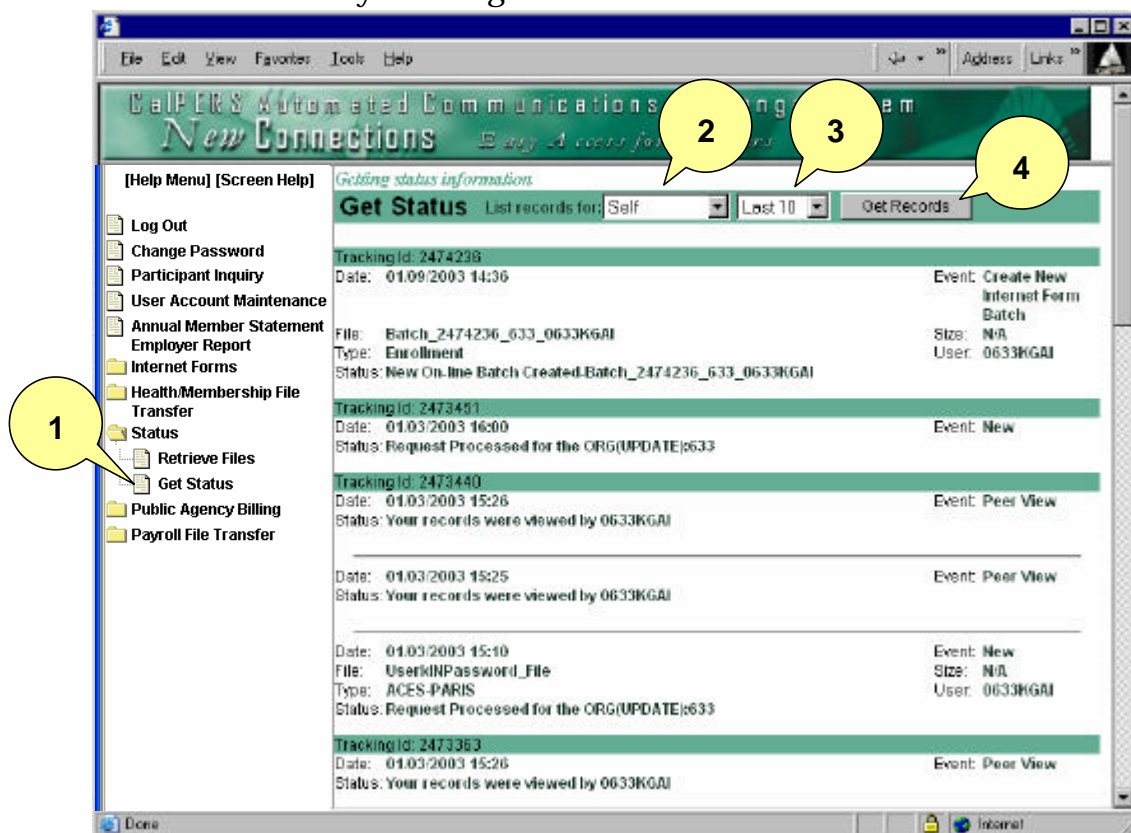 File Edit View Favorites Tools Help
Address Links
CalPERS Automated Communications
New Connections Easy Access for
2
3
4
[Help Menu] [Screen Help]
Log Out
Change Password
Participant Inquiry
User Account Maintenance
Annual Member Statement
Employer Report
Internet Forms
Health/Membership File
Transfer
1
Status
Retrieve Files
Get Status
Public Agency Billing
Payroll File Transfer
Getting status information
Get Status List records for: Self Last 10 Get Records
Tracking Id: 2474236
Date: 01/09/2003 14:36 Event: Create New
Internet Form
Batch
File: Batch_2474236_633_0633KGAI Size: N/A
Type: Enrollment User: 0633KGAI
Status: New On-line Batch Created-Batch_2474236_633_0633KGAI
Tracking Id: 2473451
Date: 01/03/2003 16:00 Event: New
Status: Request Processed for the ORG(UPDATE):633
Tracking Id: 2473440
Date: 01/03/2003 15:26 Event: Peer View
Status: Your records were viewed by 0633KGAI
Date: 01/03/2003 15:25 Event: Peer View
Status: Your records were viewed by 0633KGAI
Date: 01/03/2003 15:10 Event: New
File: UserkINPassword_File Size: N/A
Type: ACES-PARIS User: 0633KGAI
Status: Request Processed for the ORG(UPDATE):633
Tracking Id: 2473363
Date: 01/03/2003 15:26 Event: Peer View
Status: Your records were viewed by 0633KGAI
Done Internet